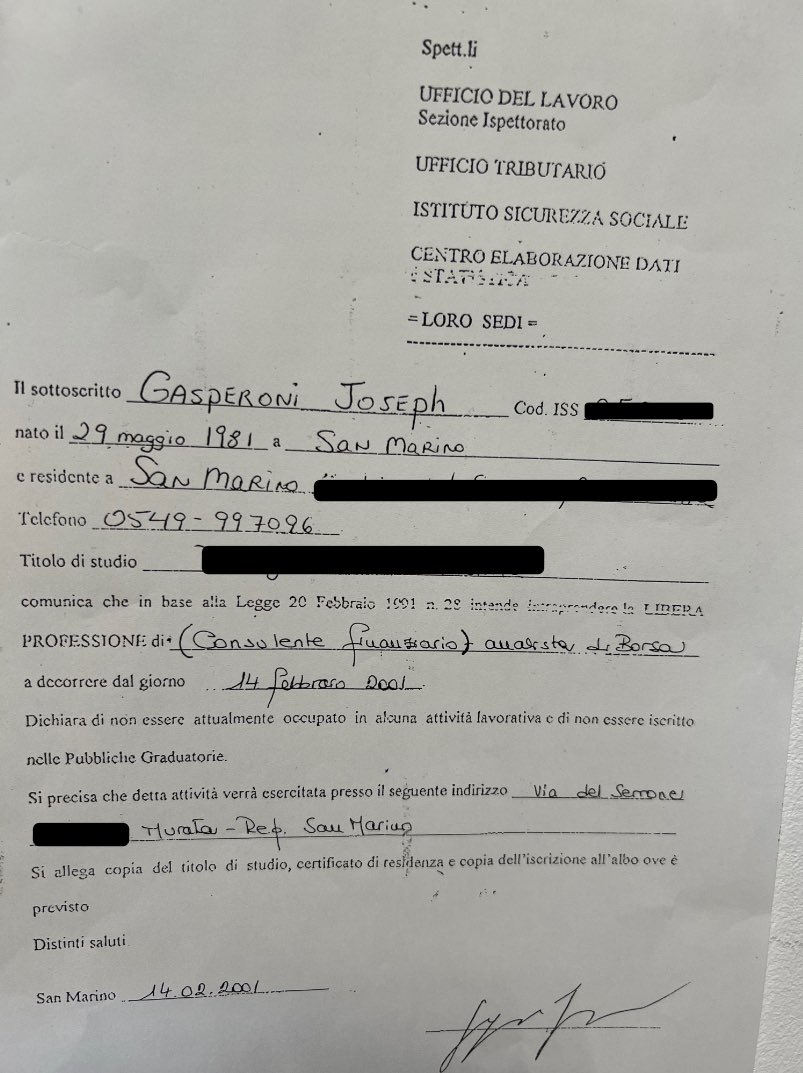 Spett.li
UFFICIO DEL LAVORO
Sezione Ispettorato
UFFICIO TRIBUTARIO
ISTITUTO SICUREZZA SOCIALE
CENTRO ELABORAZIONE DATI
=LORO SEDI=
Il sottoscritto GASPERONI JOSEPH Cod. ISS
nato il 29 maggio 1981 a SAN MARINO
e residente a SAN MARINO
Telefono 0549-997096
Titolo di studio
comunica che in base alla Legge 20 Febbraio 1991 n. 28 intende intraprendere la LIBERA
PROFESSIONE di (Consulente finanziario) analista di Borsa
a decorrere dal giorno 14 febbraio 2001
Dichiara di non essere attualmente occupato in alcuna attività lavorativa e di non essere iscritto
nelle Pubbliche Graduatorie.
Si precisa che detta attività verrà esercitata presso il seguente indirizzo Via del Serrone
Murata - Rep. San Marino
Si allega copia del titolo di studio, certificato di residenza e copia dell'iscrizione all'albo ove è
previsto
Distinti saluti
San Marino 14.02.2001